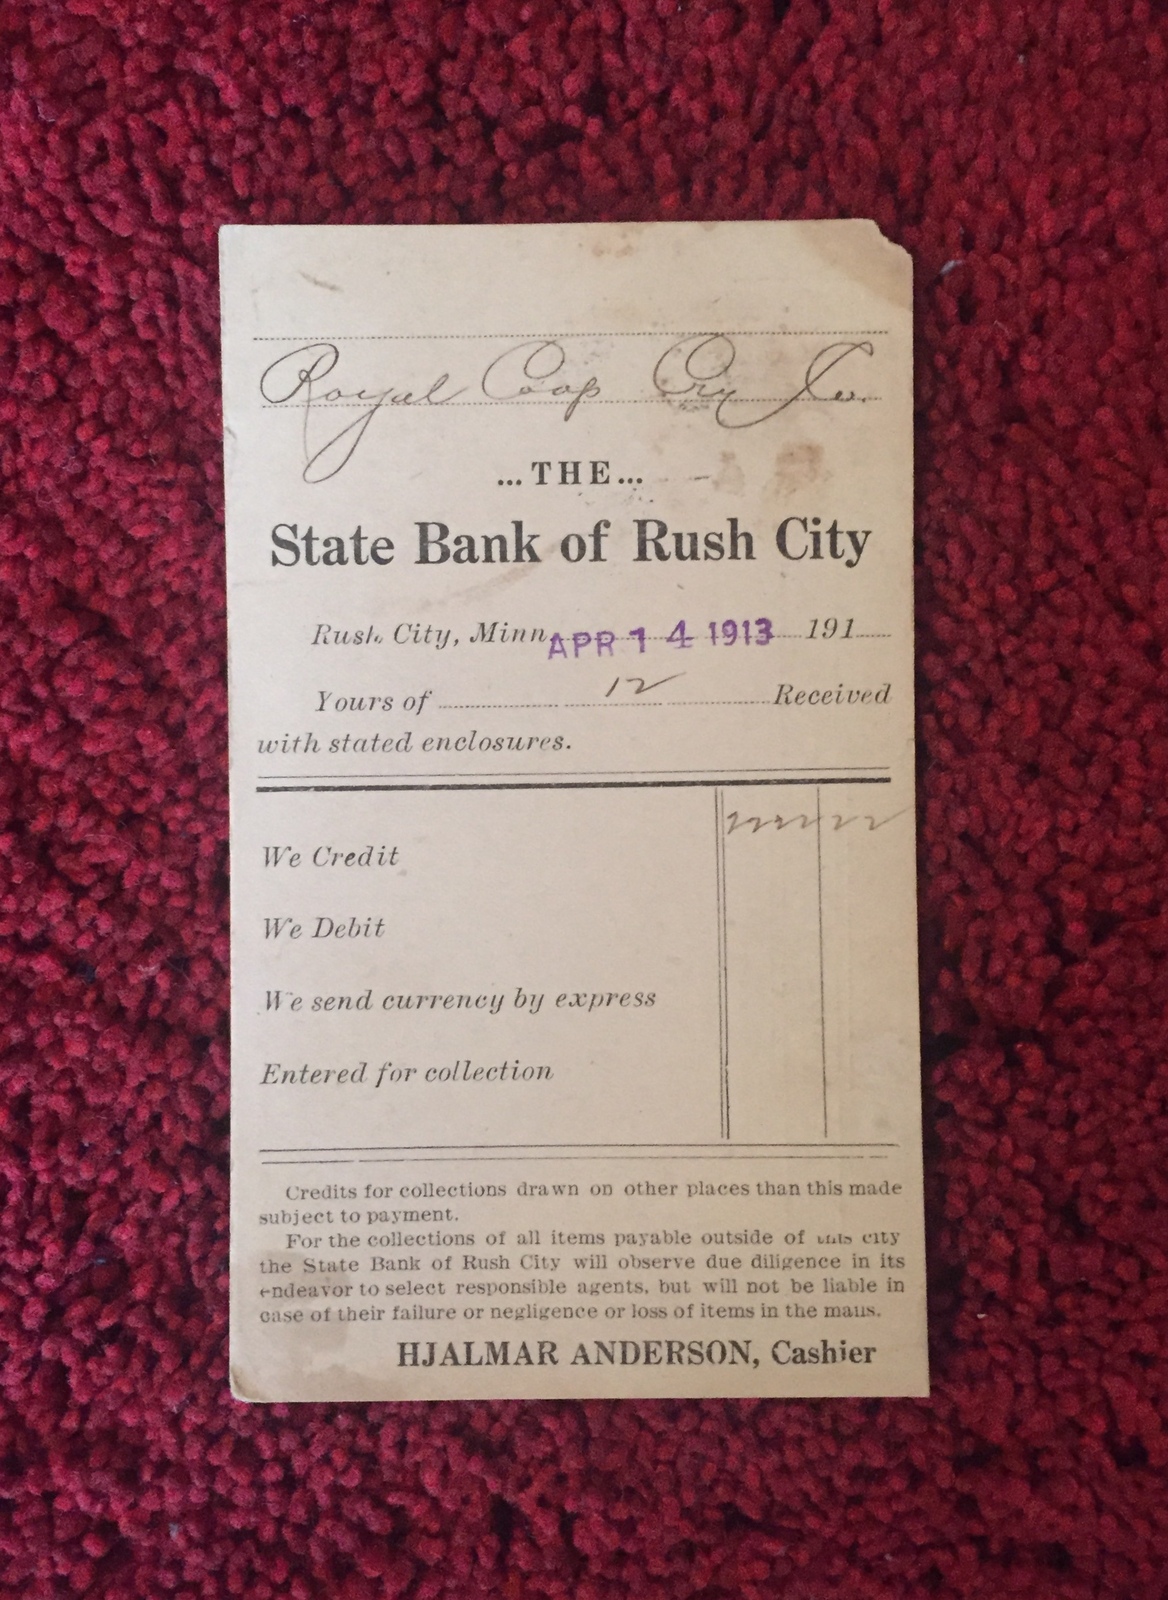 Royal Coop Cry Co.
...THE...
State Bank of Rush City
Rush City, Minn. APR 14 1913 191
Yours of 12 Received
with stated enclosures.
We Credit
We Debit
We send currency by express
Entered for collection
Credits for collections drawn on other places than this made
subject to payment.
For the collections of all items payable outside of this city
the State Bank of Rush City will observe due diligence in its
endeavor to select responsible agents, but will not be liable in
case of their failure or negligence or loss of items in the mails.
HJALMAR ANDERSON, Cashier